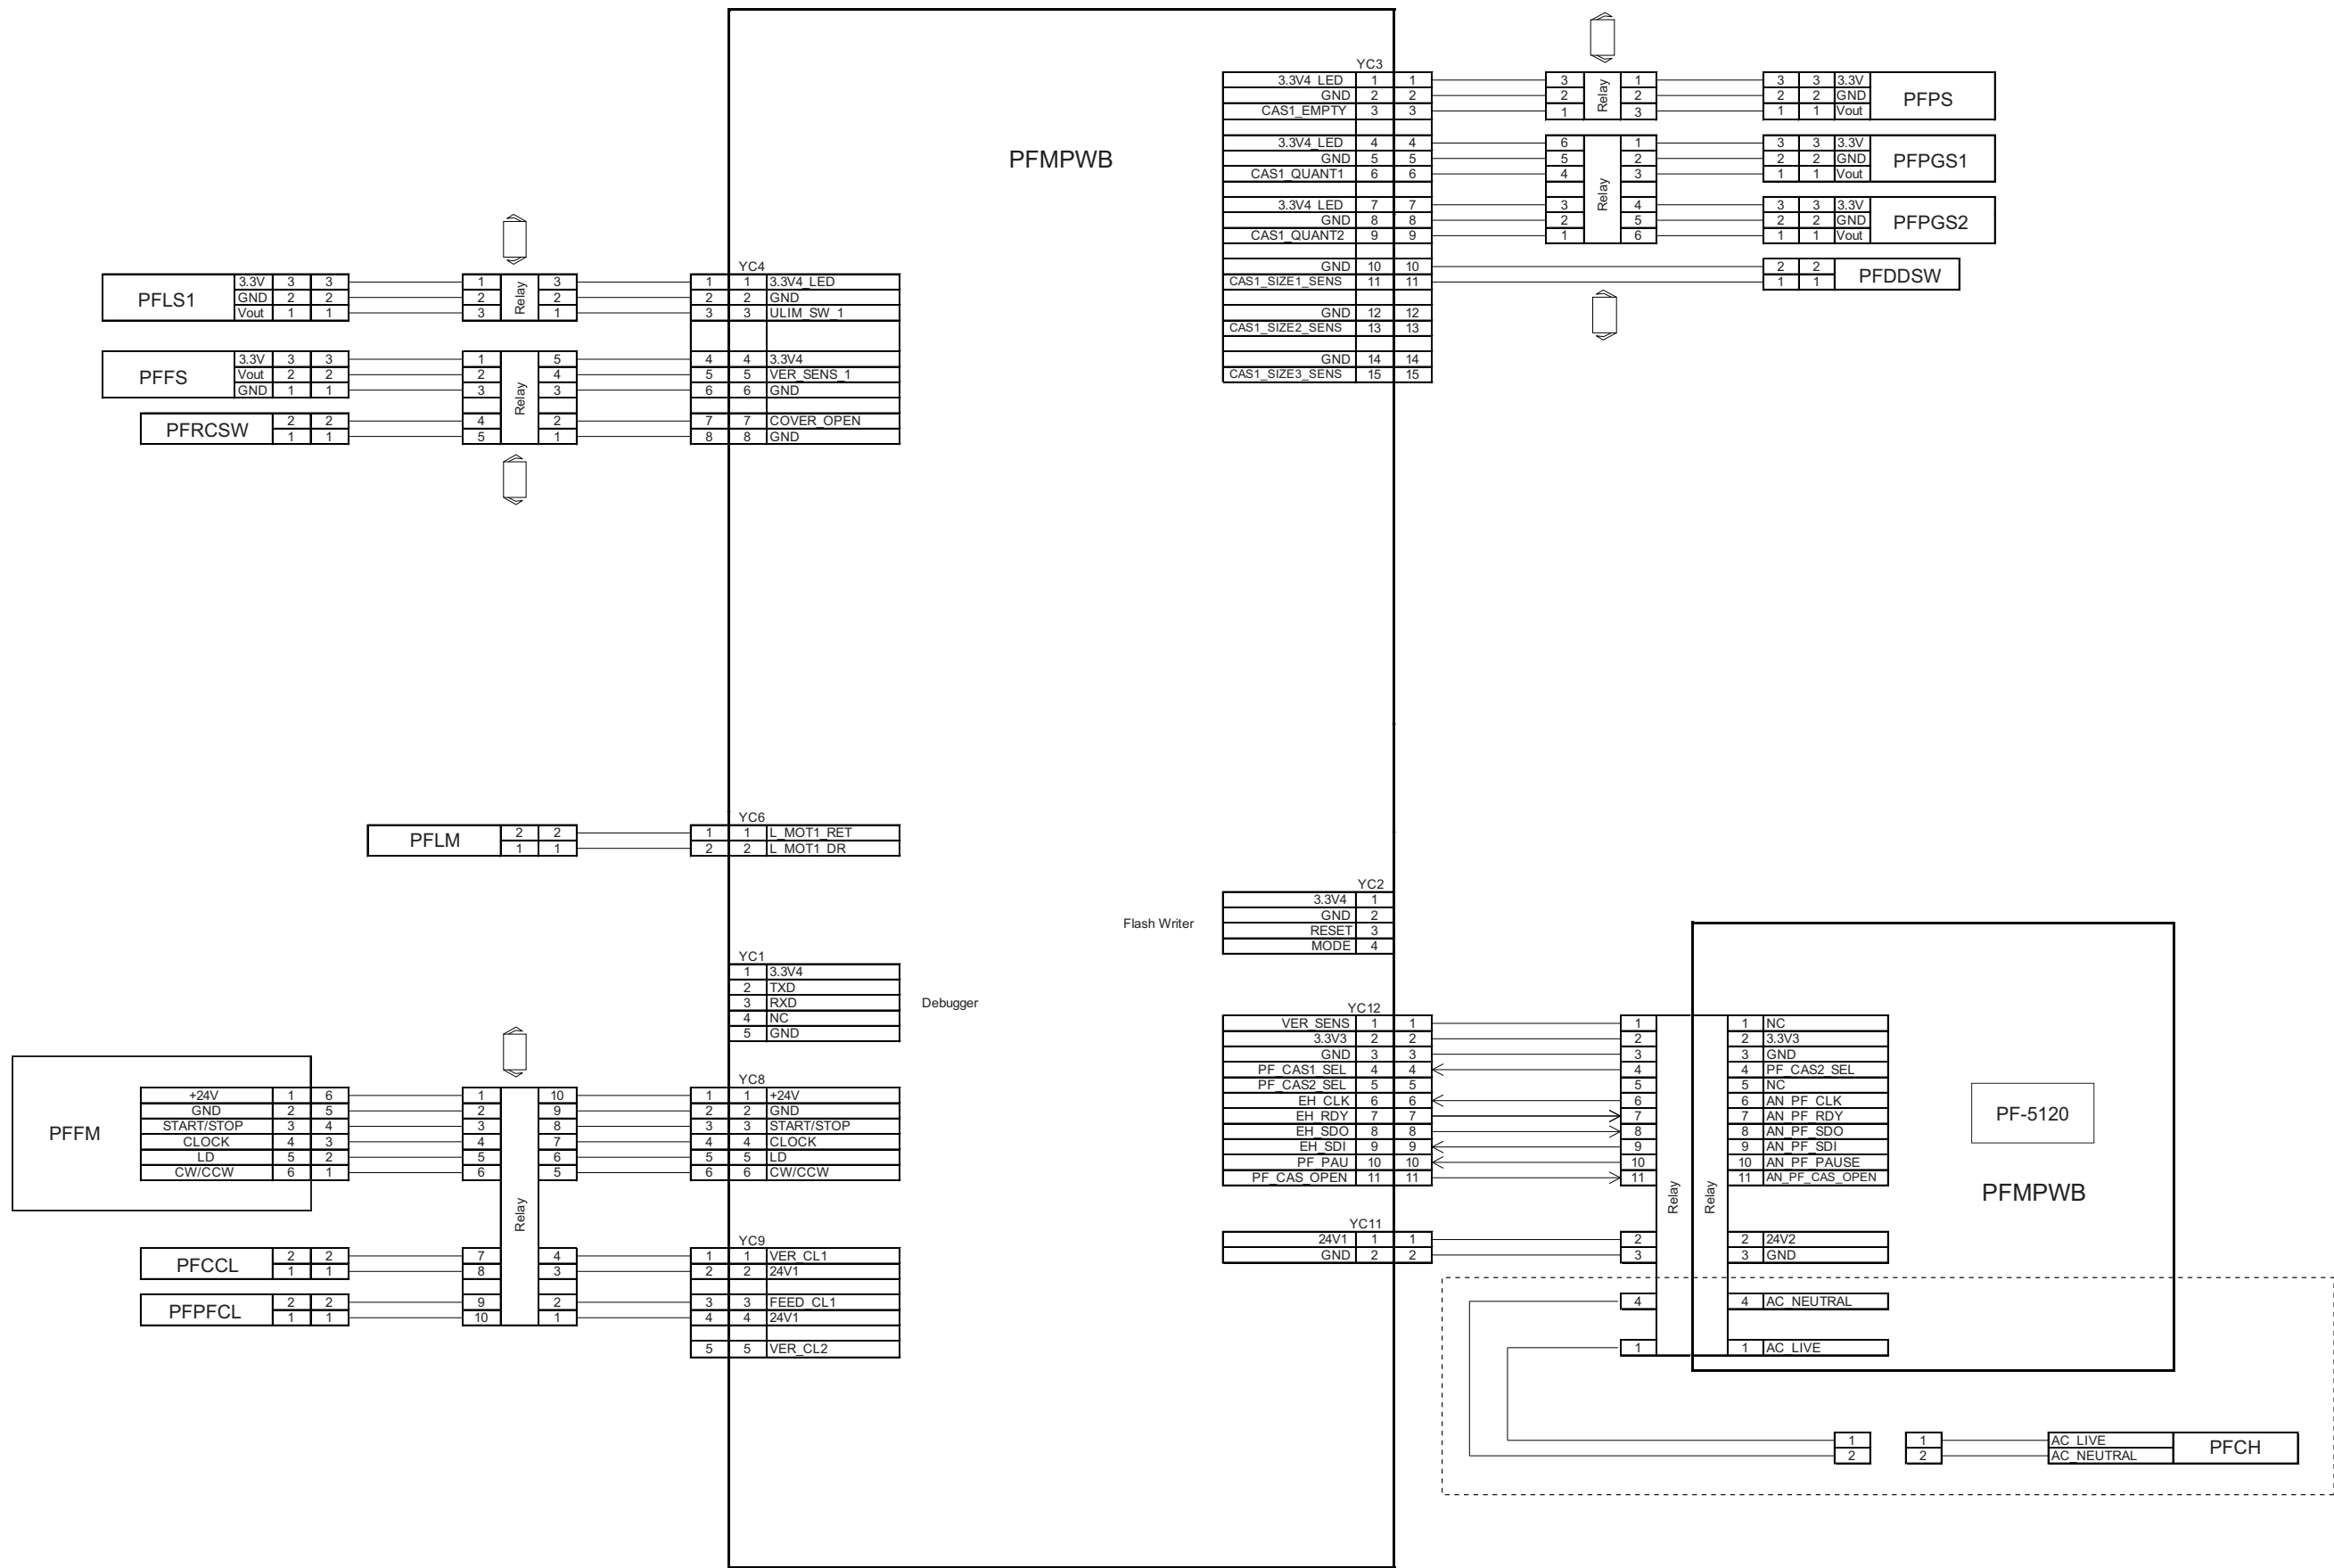 PFMPWB
YC3
3.3V4_LED 1 1 3 Relay 1 3 3 3.3V PFPS
GND 2 2 2 2 2 2 GND
CAS1_EMPTY 3 3 1 3 1 1 Vout
3.3V4_LED 4 4 6 Relay 1 3 3 3.3V PFPGS1
GND 5 5 5 2 2 2 GND
CAS1_QUANT1 6 6 4 3 1 1 Vout
3.3V4_LED 7 7 3 4 3 3 3.3V PFPGS2
GND 8 8 2 5 2 2 GND
CAS1_QUANT2 9 9 1 6 1 1 Vout
GND 10 10 2 2 PFDDSW
CAS1_SIZE1_SENS 11 11 1 1
GND 12 12
CAS1_SIZE2_SENS 13 13
GND 14 14
CAS1_SIZE3_SENS 15 15
YC4
PFLS1 3.3V 3 3 1 Relay 3 1 1 3.3V4_LED
GND 2 2 2 2 2 2 GND
Vout 1 1 3 1 3 3 ULIM_SW_1
PFFS 3.3V 3 3 1 Relay 5 4 4 3.3V4
Vout 2 2 2 4 5 5 VER_SENS_1
GND 1 1 3 3 6 6 GND
PFRCSW 2 2 4 2 7 7 COVER_OPEN
1 1 5 1 8 8 GND
YC6
PFLM 2 2 1 1 L_MOT1_RET
1 1 2 2 L_MOT1_DR
YC2
Flash Writer
3.3V4 1
GND 2
RESET 3
MODE 4
YC1
1 3.3V4
2 TXD
3 RXD Debugger
4 NC
5 GND
YC12
VER_SENS 1 1 1 1 NC
3.3V3 2 2 2 2 3.3V3
GND 3 3 3 3 GND
PF_CAS1_SEL 4 4 4 4 PF_CAS2_SEL
PF_CAS2_SEL 5 5 5 5 NC
EH_CLK 6 6 6 6 AN_PF_CLK
EH_RDY 7 7 7 7 AN_PF_RDY
EH_SDO 8 8 8 8 AN_PF_SDO
EH_SDI 9 9 9 9 AN_PF_SDI
PF_PAU 10 10 10 10 AN_PF_PAUSE
PF_CAS_OPEN 11 11 11 11 AN_PF_CAS_OPEN
Relay Relay
PF-5120
PFMPWB
YC11
24V1 1 1 2 2 24V2
GND 2 2 3 3 GND
4 4 AC_NEUTRAL
1 1 AC_LIVE
1 1 AC_LIVE PFCH
2 2 AC_NEUTRAL
YC8
PFFM
+24V 1 6 1 10 1 1 +24V
GND 2 5 2 9 2 2 GND
START/STOP 3 4 3 8 3 3 START/STOP
CLOCK 4 3 4 7 4 4 CLOCK
LD 5 2 5 6 5 5 LD
CW/CCW 6 1 6 5 6 6 CW/CCW
Relay
YC9
PFCCL 2 2 7 4 1 1 VER_CL1
1 1 8 3 2 2 24V1
PFPFCL 2 2 9 2 3 3 FEED_CL1
1 1 10 1 4 4 24V1
5 5 VER_CL2